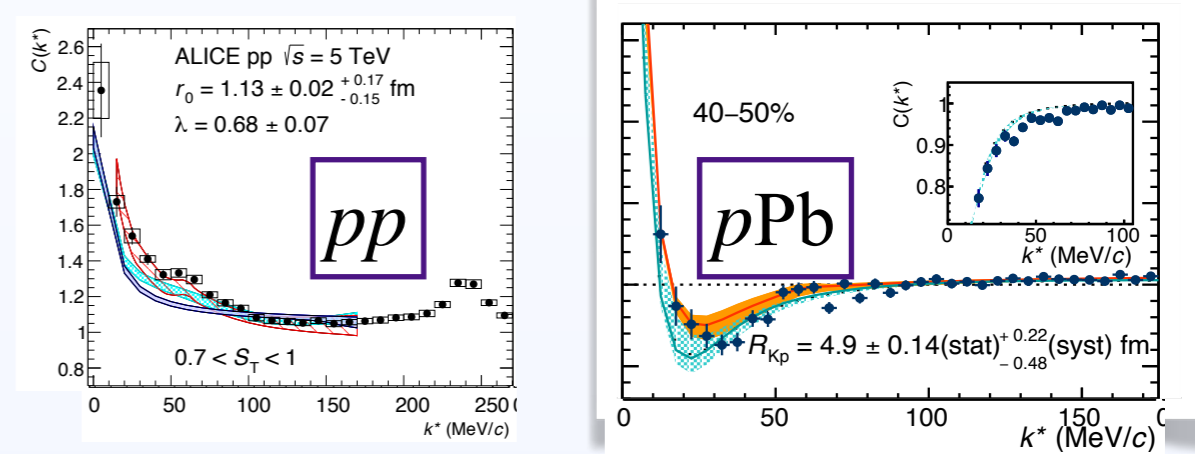 C(k*)
2.6
2.4
2.2
2
1.8
1.6
1.4
1.2
1
0.8
ALICE pp √s = 5 TeV
r₀ = 1.13 ± 0.02 + 0.17 - 0.15 fm
λ = 0.68 ± 0.07
pp
0.7 < S_T < 1
0 50 100 150 200 250
k* (MeV/c)
40–50%
pPb
C(k*)
1
0.9
0.8
0 50 100
k* (MeV/c)
R_Kp = 4.9 ± 0.14(stat) + 0.22 − 0.48 (syst) fm
0 50 100 150
k* (MeV/c)